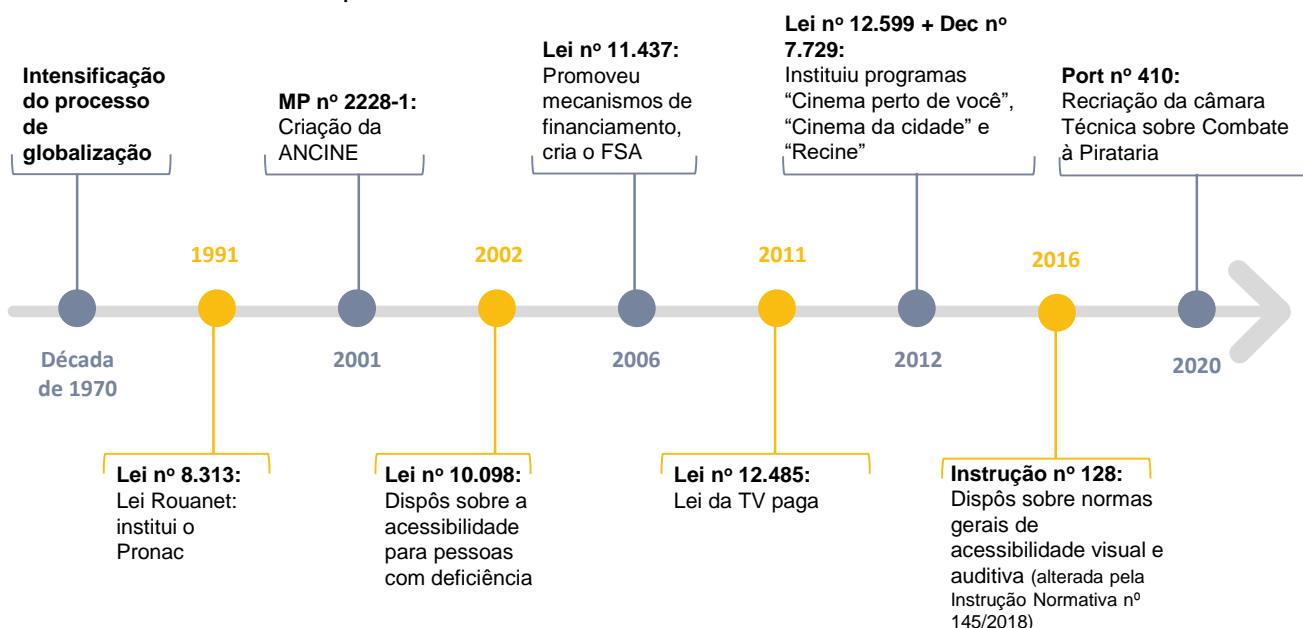 Intensificação
do processo
de
globalização
MP nº 2228-1:
Criação da
ANCINE
Lei nº 11.437:
Promoveu
mecanismos de
financiamento,
cria o FSA
Lei nº 12.599 + Dec nº
7.729:
Instituiu programas
“Cinema perto de você”,
“Cinema da cidade” e
“Recine”
Port nº 410:
Recriação da câmara
Técnica sobre Combate
à Pirataria
1991
2002
2011
2016
Década
de 1970
2001
2006
2012
2020
Lei nº 8.313:
Lei Rouanet:
institui o
Pronac
Lei nº 10.098:
Dispôs sobre a
acessibilidade
para pessoas
com deficiência
Lei nº 12.485:
Lei da TV paga
Instrução nº 128:
Dispôs sobre normas
gerais de
acessibilidade visual e
auditiva (alterada pela
Instrução Normativa nº
145/2018)